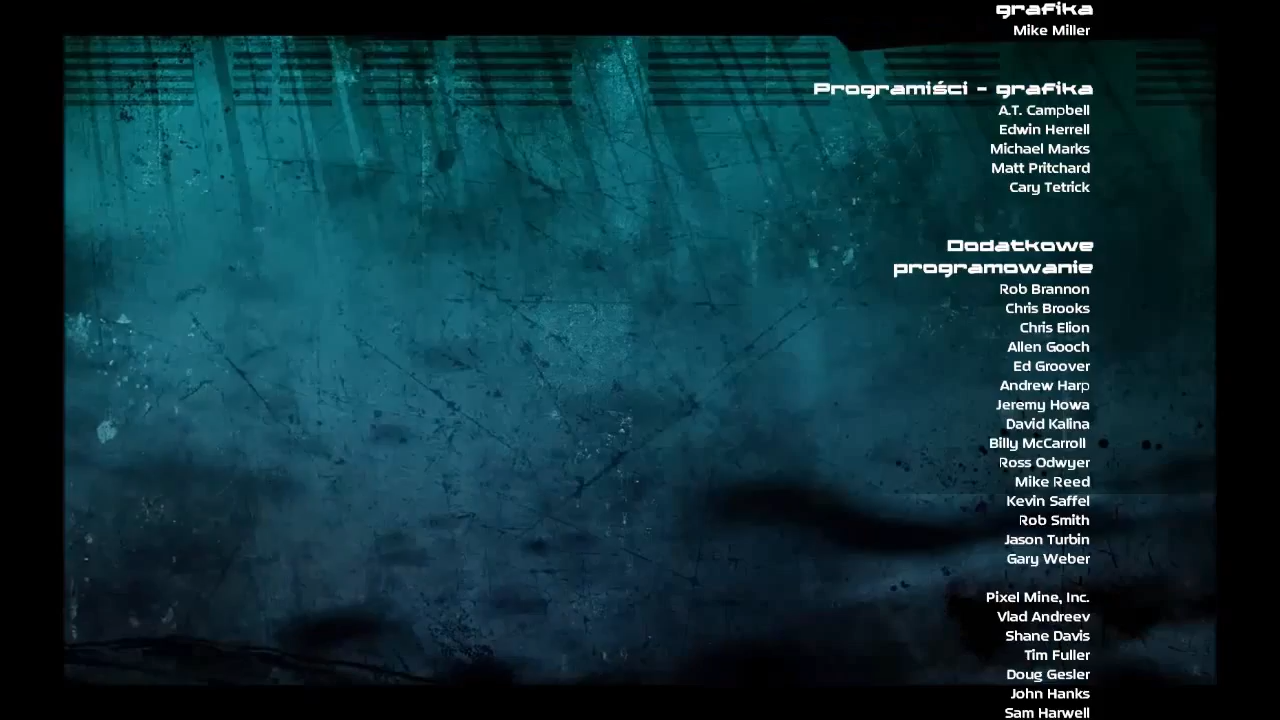 grafika
Mike Miller
Programiści - grafika
A.T. Campbell
Edwin Herrell
Michael Marks
Matt Pritchard
Cary Tetrick
Dodatkowe
programowanie
Rob Brannon
Chris Brooks
Chris Elion
Allen Gooch
Ed Groover
Andrew Harp
Jeremy Howa
David Kalina
Billy McCarroll
Ross Odwyer
Mike Reed
Kevin Saffel
Rob Smith
Jason Turbin
Gary Weber
Pixel Mine, Inc.
Vlad Andreev
Shane Davis
Tim Fuller
Doug Gesler
John Hanks
Sam Harwell